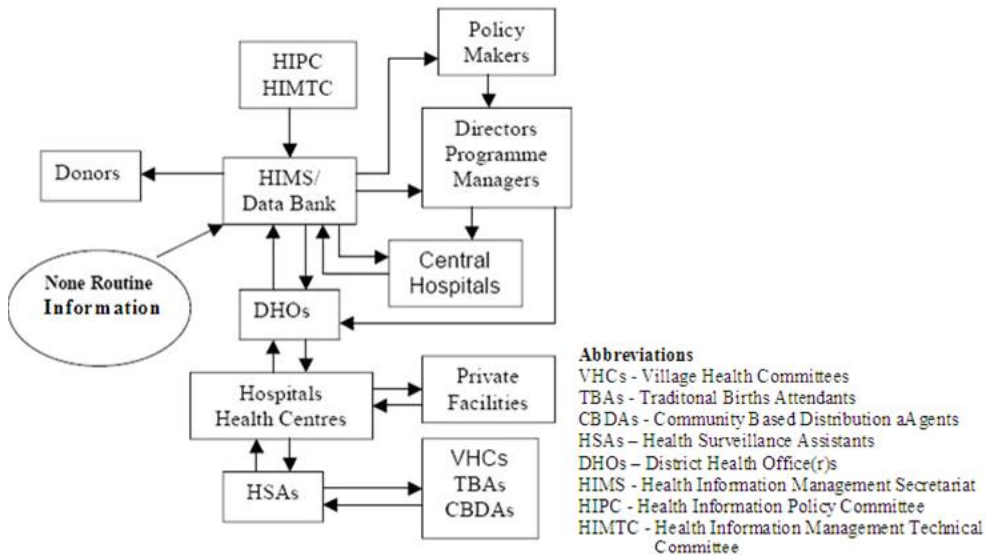 Policy
Makers
HIPC
HIMTC
Directors
Programme
Managers
Donors
HIMS/
Data Bank
Central
Hospitals
None Routine
Information
DHOs
Hospitals
Health Centres
Private
Facilities
HSAs
VHCs
TBAs
CBDAs
Abbreviations
VHCs - Village Health Committees
TBAs - Traditonal Births Attendants
CBDAs - Community Based Distribution aAgents
HSAs – Health Surveillance Assistants
DHOs – District Health Office(r)s
HIMS - Health Information Management Secretariat
HIPC - Health Information Policy Committee
HIMTC - Health Information Management Technical
Committee